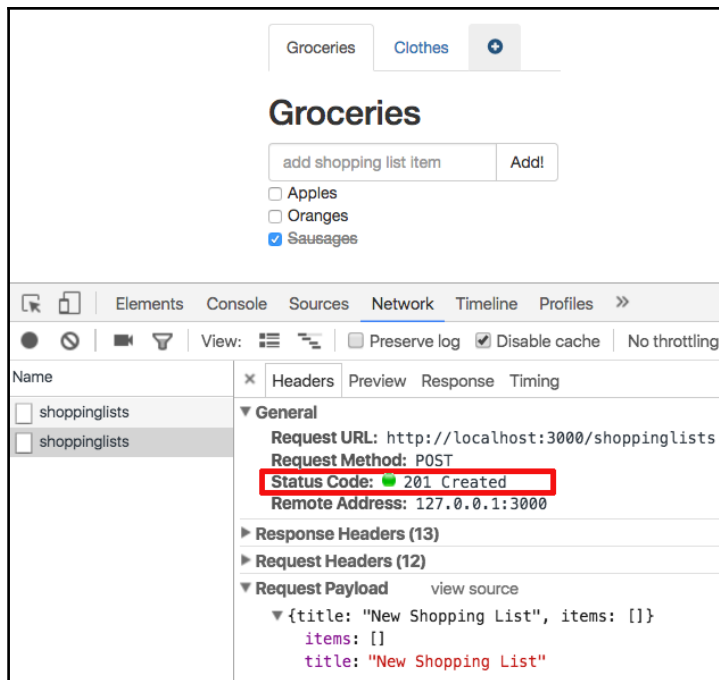 Groceries Clothes
Groceries
add shopping list item Add!
Apples
Oranges
Sausages
Elements Console Sources Network Timeline Profiles »
View: Preserve log Disable cache No throttling
Name × Headers Preview Response Timing
shoppinglists
shoppinglists
▼ General
Request URL: http://localhost:3000/shoppinglists
Request Method: POST
Status Code: 201 Created
Remote Address: 127.0.0.1:3000
▶ Response Headers (13)
▶ Request Headers (12)
▼ Request Payload view source
▼ {title: "New Shopping List", items: []}
items: []
title: "New Shopping List"